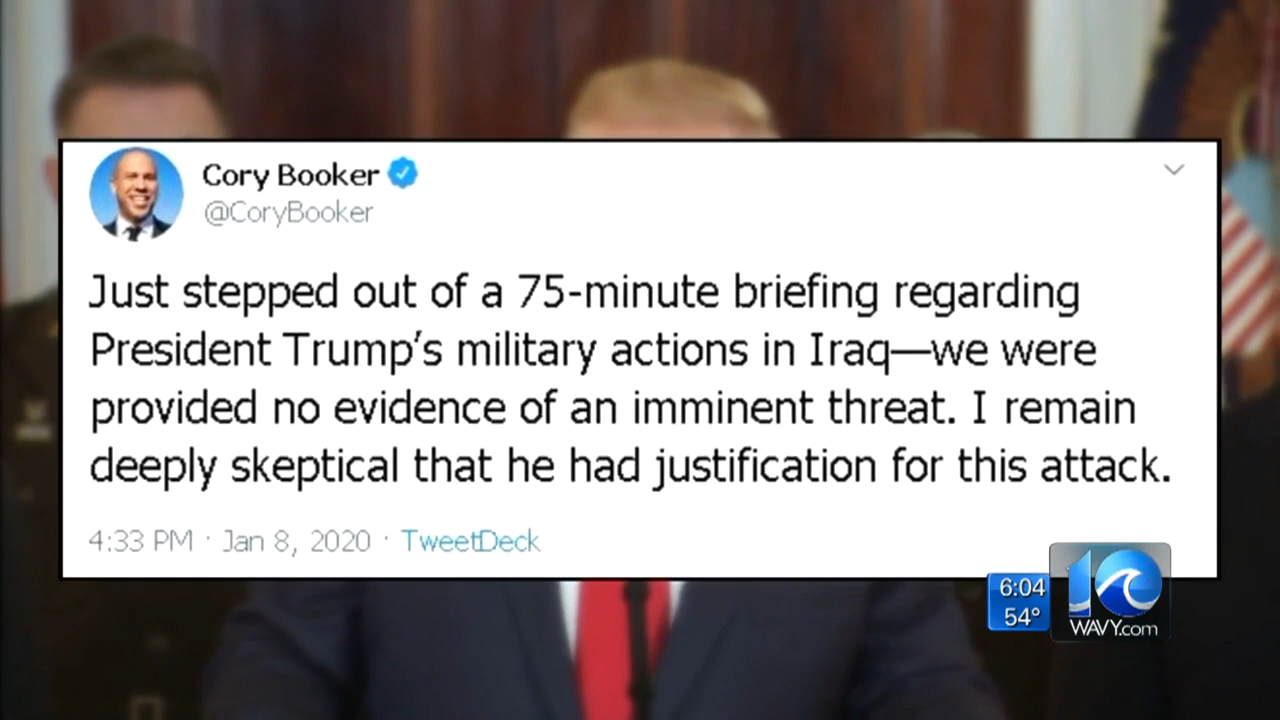 Cory Booker
@CoryBooker
Just stepped out of a 75-minute briefing regarding
President Trump's military actions in Iraq—we were
provided no evidence of an imminent threat. I remain
deeply skeptical that he had justification for this attack.
4:33 PM · Jan 8, 2020 · TweetDeck
6:04
54°
10
WAVY.com